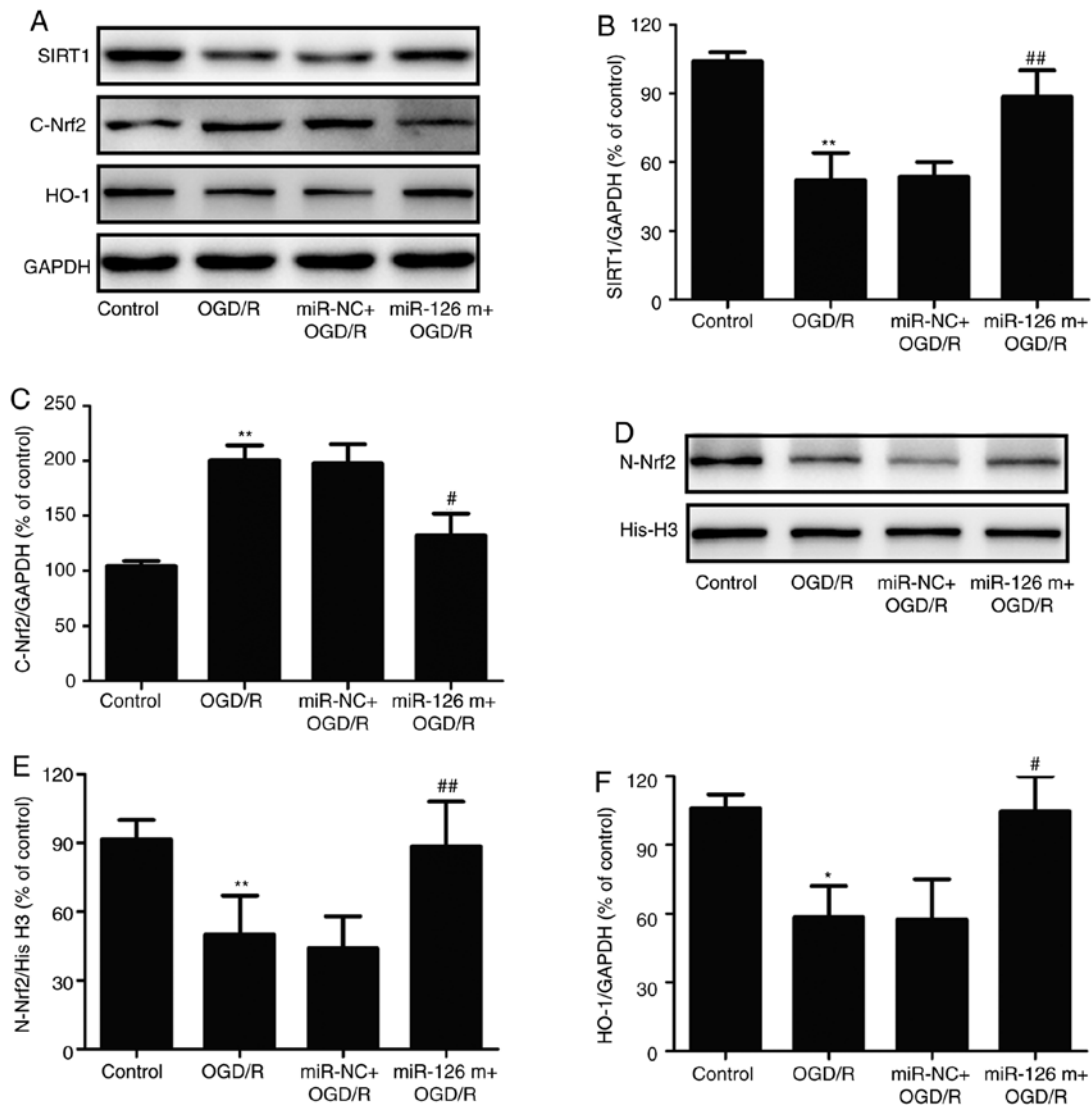 A
SIRT1
C-Nrf2
HO-1
GAPDH
Control OGD/R miR-NC+ miR-126 m+
OGD/R OGD/R
B
SIRT1/GAPDH (% of control)
120
90
60
30
0
**
##
Control OGD/R miR-NC+ miR-126 m+
OGD/R OGD/R
C
C-Nrf2/GAPDH (% of control)
250
200
150
100
50
0
**
#
Control OGD/R miR-NC+ miR-126 m+
OGD/R OGD/R
D
N-Nrf2
His-H3
Control OGD/R miR-NC+ miR-126 m+
OGD/R OGD/R
E
N-Nrf2/His H3 (% of control)
120
90
60
30
0
**
##
Control OGD/R miR-NC+ miR-126 m+
OGD/R OGD/R
F
HO-1/GAPDH (% of control)
120
90
60
30
0
*
#
Control OGD/R miR-NC+ miR-126 m+
OGD/R OGD/R